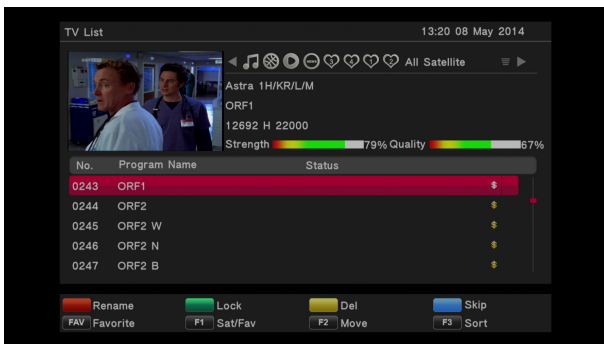 TV List 13:20 08 May 2014
All Satellite
Astra 1H/KR/L/M
ORF1
12692 H 22000
Strength 79% Quality 67%
No. Program Name Status
0243 ORF1 $
0244 ORF2 $
0245 ORF2 W $
0246 ORF2 N $
0247 ORF2 B $
Rename Lock Del Skip
FAV Favorite F1 Sat/Fav F2 Move F3 Sort